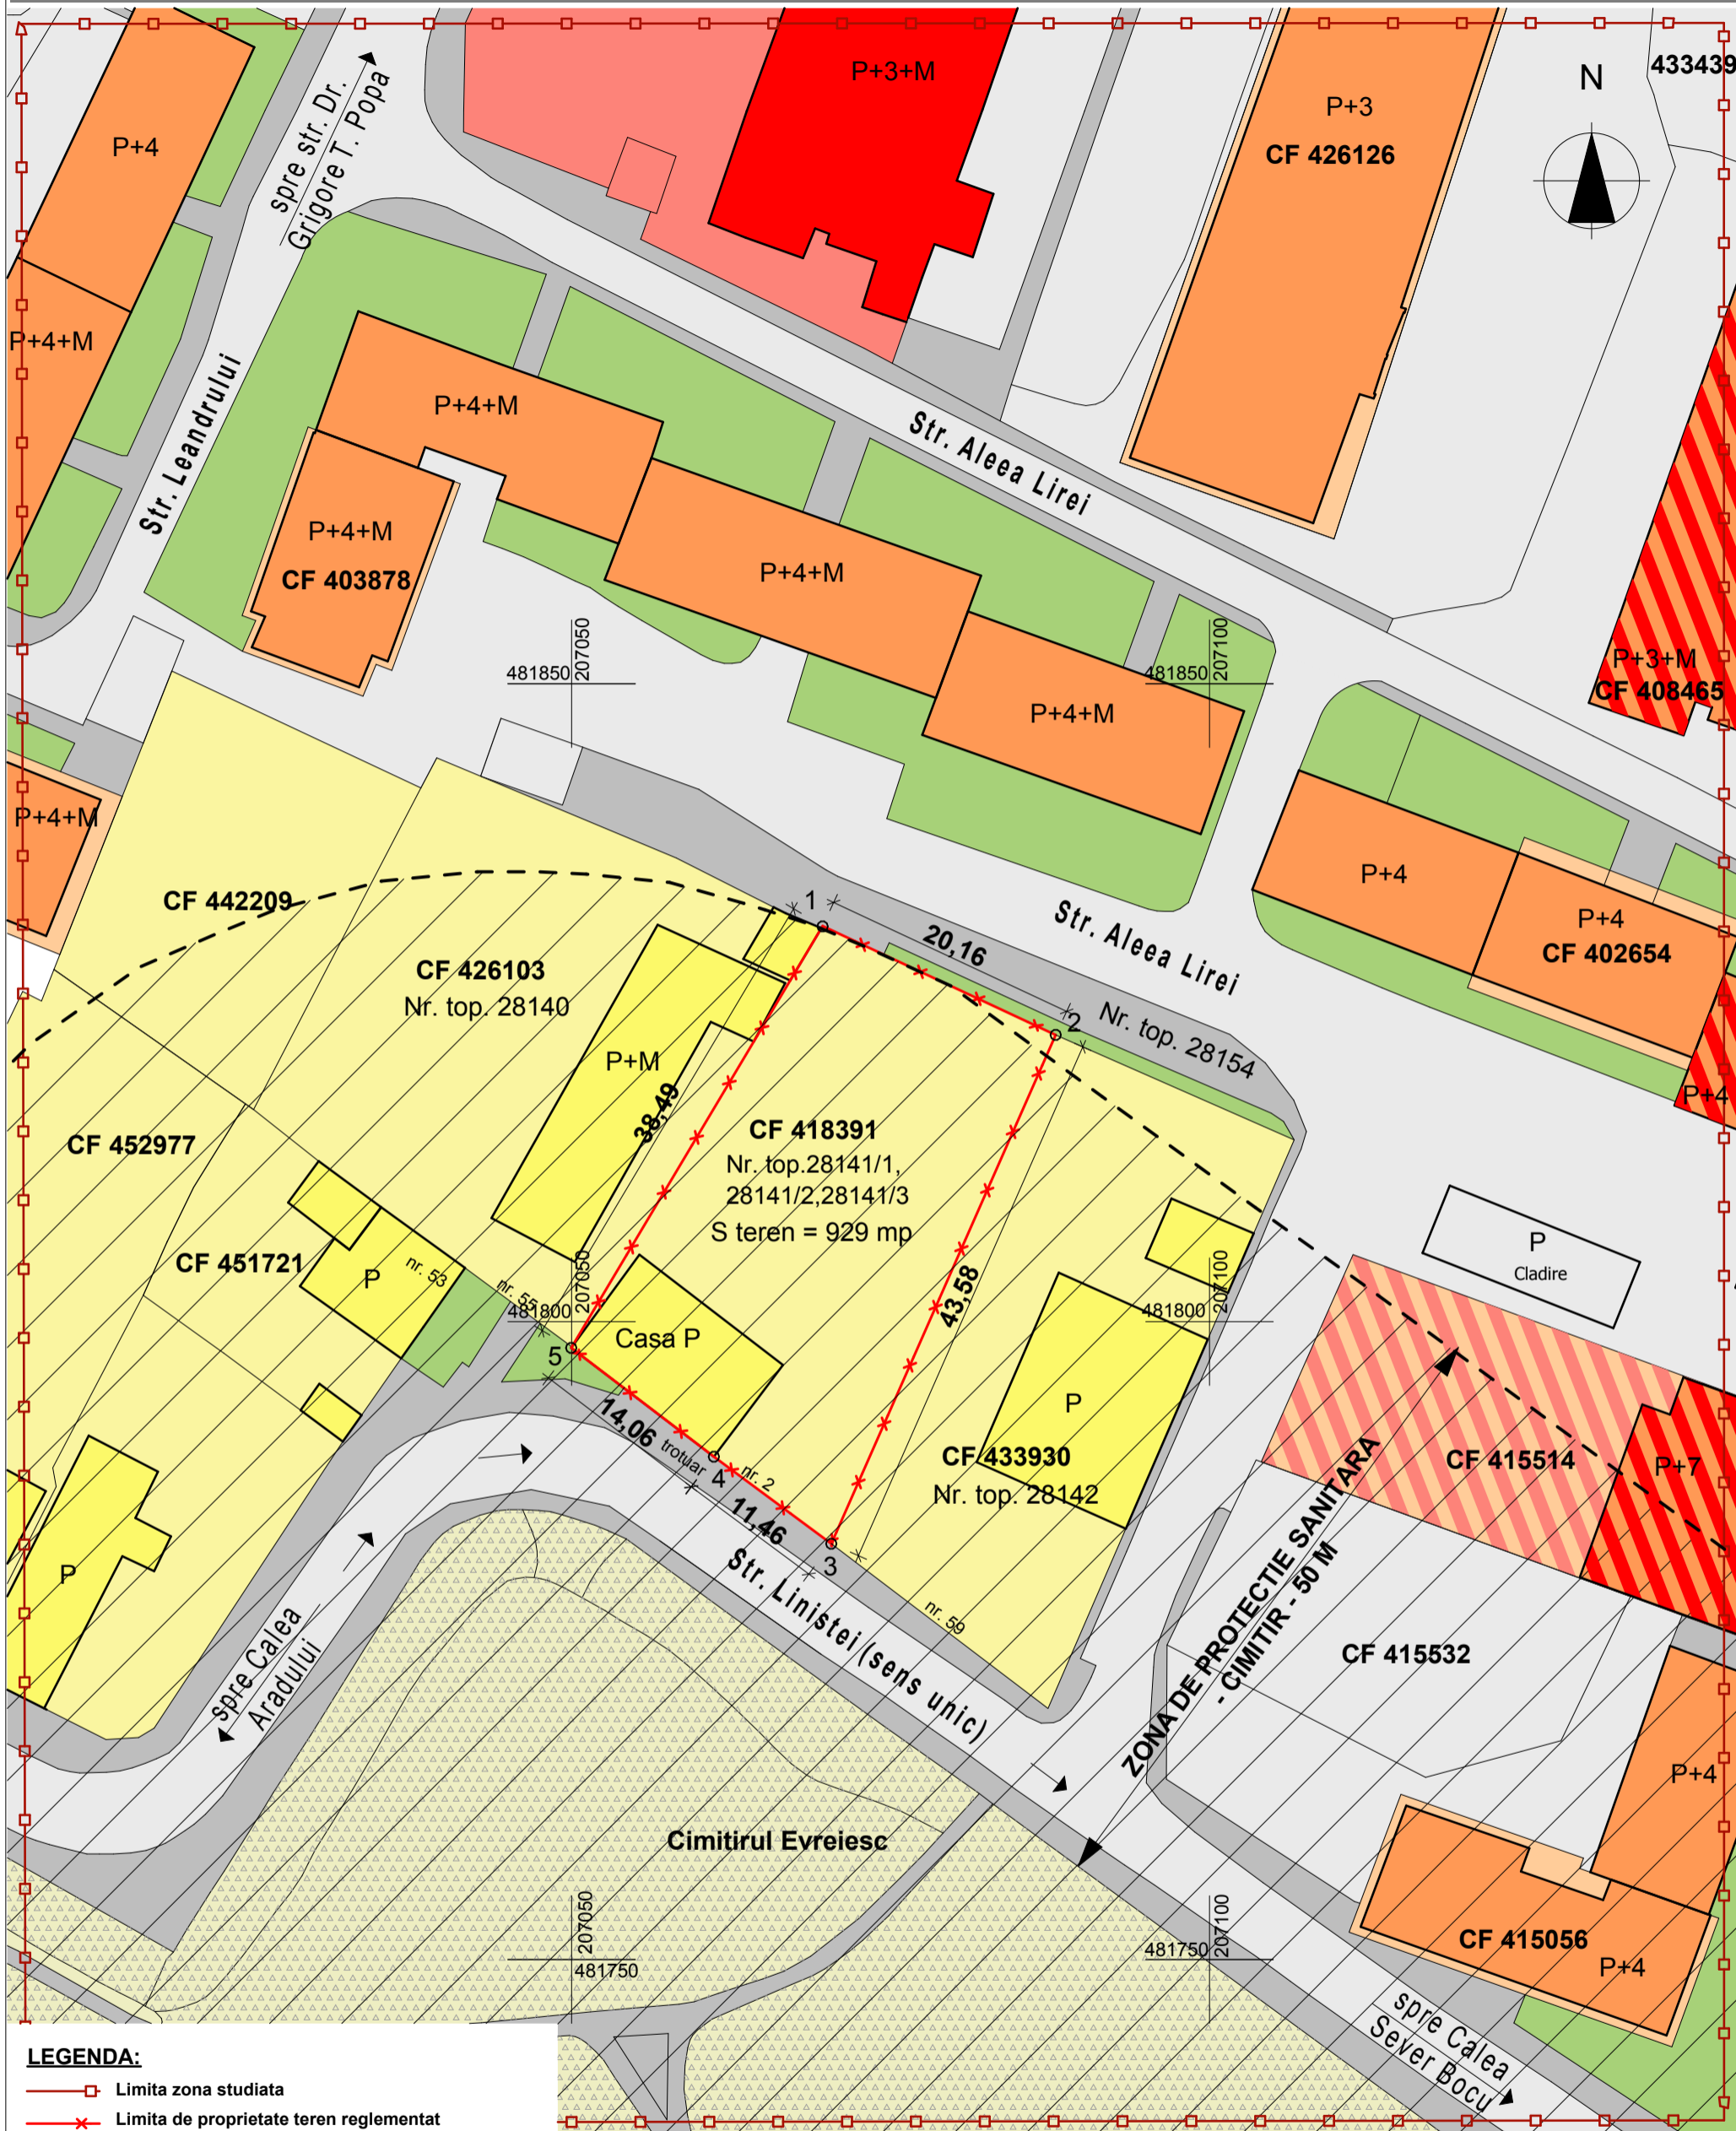 P+3+M
N
433439
P+3
CF 426126
P+4
spre str. Dr.
Grigore T. Popa
P+4+M
P+4+M
Str. Leandrului
Str. Aleea Lirei
P+4+M
CF 403878
P+4+M
207050
481850
207100
481850
P+3+M
CF 408465
P+4+M
P+4+M
P+4
P+4
CF 402654
CF 442209
1
20,16
Str. Aleea Lirei
CF 426103
Nr. top. 28140
2
Nr. top. 28154
P+M
38,49
P+4
CF 452977
CF 418391
Nr. top.28141/1,
28141/2,28141/3
S teren = 929 mp
CF 451721
P
nr. 53
nr. 55
207050
481800
207100
481800
P
Cladire
43,58
Casa P
5
14,06
trotuar
4
nr. 2
11,46
3
P
CF 433930
Nr. top. 28142
CF 415514
P+7
P
Str. Linistei (sens unic)
nr. 59
ZONA DE PROTECTIE SANITARA
- CIMITIR - 50 M
CF 415532
spre Calea
Aradului
P+4
Cimitirul Evreiesc
207050
481750
207100
481750
CF 415056
P+4
spre Calea
Sever Bocu
LEGENDA:
Limita zona studiata
Limita de proprietate teren reglementat